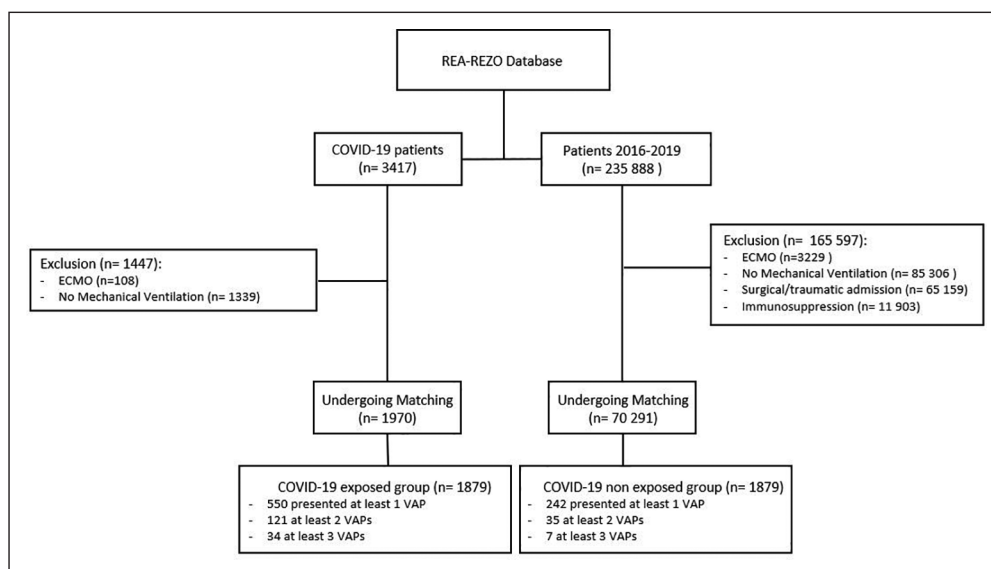 REA-REZO Database
COVID-19 patients
(n= 3417)
Patients 2016-2019
(n= 235 888 )
Exclusion (n= 1447):
- ECMO (n=108)
- No Mechanical Ventilation (n= 1339)
Exclusion (n= 165 597):
- ECMO (n=3229 )
- No Mechanical Ventilation (n= 85 306 )
- Surgical/traumatic admission (n= 65 159)
- Immunosuppression (n= 11 903)
Undergoing Matching
(n= 1970)
Undergoing Matching
(n= 70 291)
COVID-19 exposed group (n= 1879)
- 550 presented at least 1 VAP
- 121 at least 2 VAPs
- 34 at least 3 VAPs
COVID-19 non exposed group (n= 1879)
- 242 presented at least 1 VAP
- 35 at least 2 VAPs
- 7 at least 3 VAPs